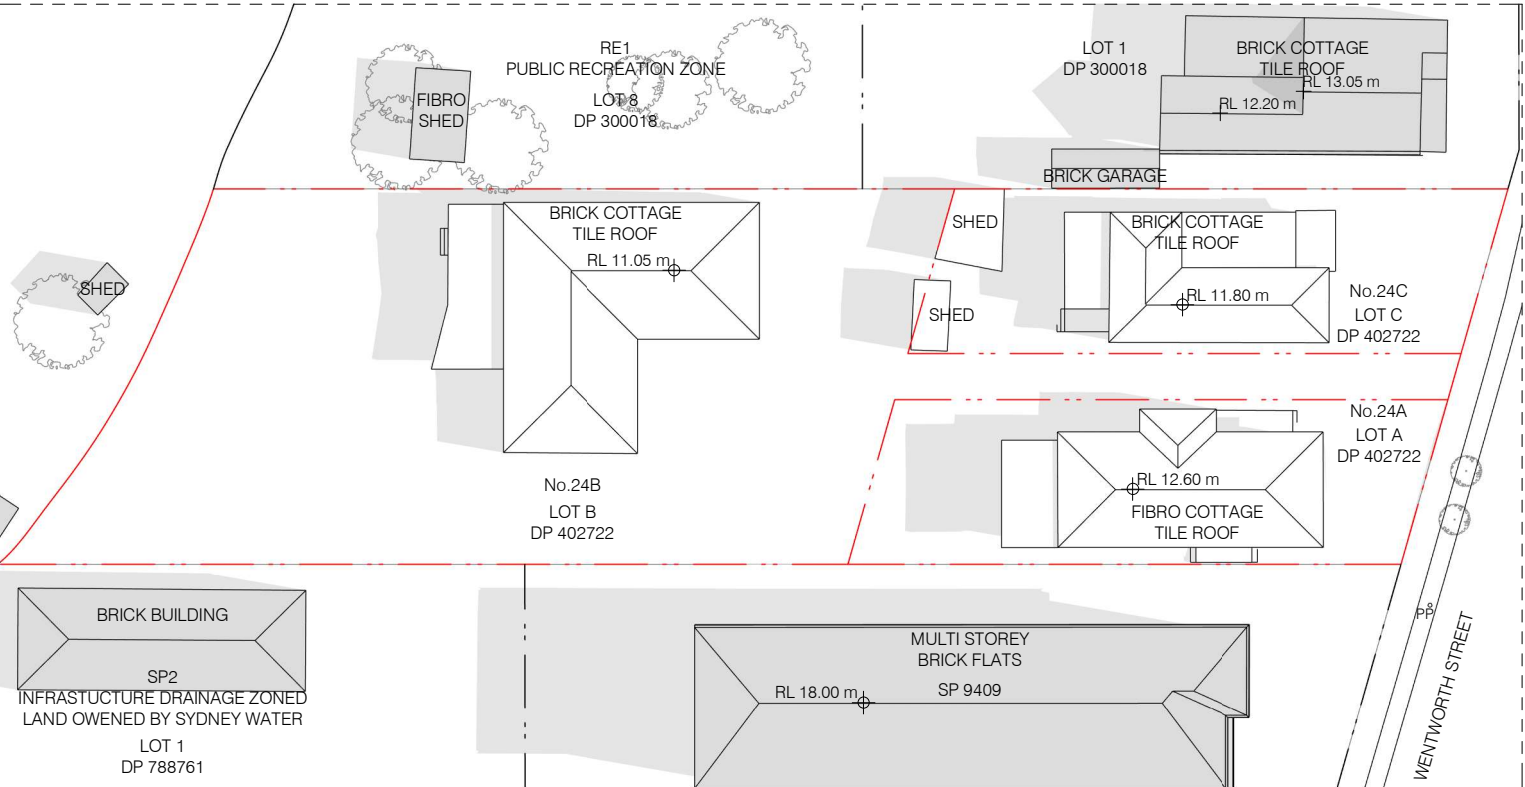 RE1
PUBLIC RECREATION ZONE
LOT 8
DP 300018
FIBRO
SHED
LOT 1
DP 300018
BRICK COTTAGE
TILE ROOF
RL 13.05 m
RL 12.20 m
BRICK GARAGE
BRICK COTTAGE
TILE ROOF
RL 11.05 m
SHED
SHED
SHED
BRICK COTTAGE
TILE ROOF
RL 11.80 m
No.24C
LOT C
DP 402722
No.24A
LOT A
DP 402722
RL 12.60 m
FIBRO COTTAGE
TILE ROOF
No.24B
LOT B
DP 402722
BRICK BUILDING
SP2
INFRASTUCTURE DRAINAGE ZONED
LAND OWENED BY SYDNEY WATER
LOT 1
DP 788761
MULTI STOREY
BRICK FLATS
SP 9409
RL 18.00 m
PP
WENTWORTH STREET